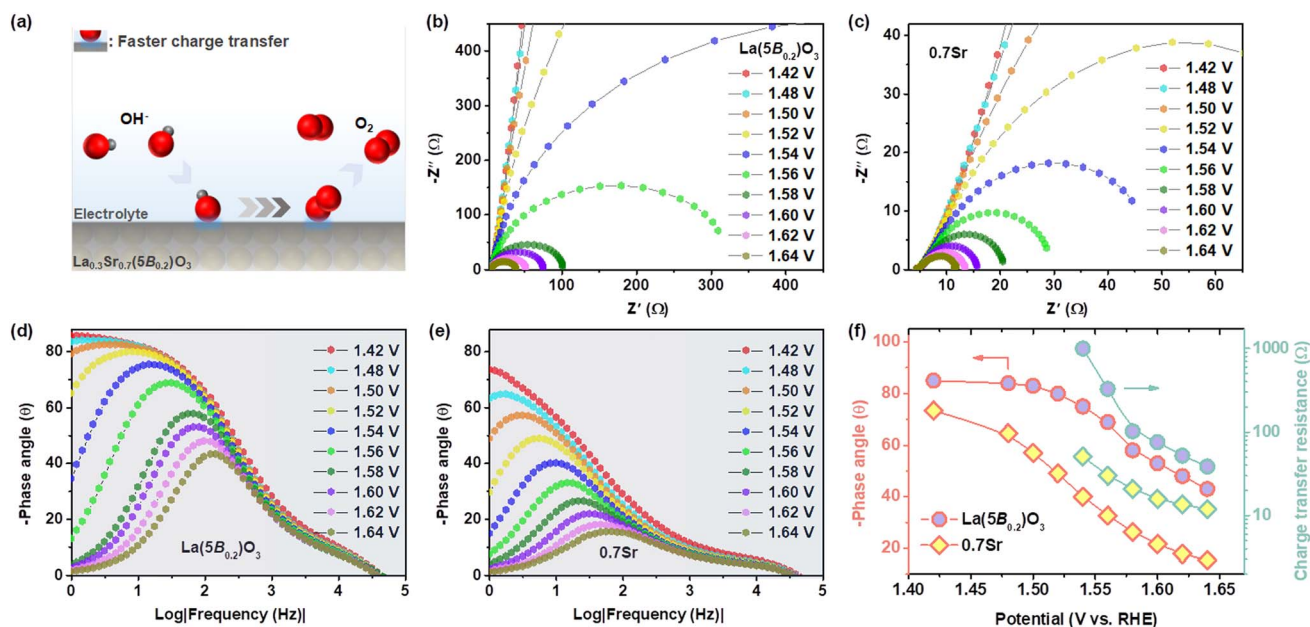 (a)
: Faster charge transfer
OH-
O2
Electrolyte
La0.3Sr0.7(5B0.2)O3
(b)
-Z″ (Ω)
400
300
200
100
0
La(5B0.2)O3
1.42 V
1.48 V
1.50 V
1.52 V
1.54 V
1.56 V
1.58 V
1.60 V
1.62 V
1.64 V
100 200 300 400
Z′ (Ω)
(c)
-Z″ (Ω)
40
30
20
10
0
0.7Sr
1.42 V
1.48 V
1.50 V
1.52 V
1.54 V
1.56 V
1.58 V
1.60 V
1.62 V
1.64 V
0 10 20 30 40 50 60
Z′ (Ω)
(d)
-Phase angle (θ)
80
60
40
20
0
1.42 V
1.48 V
1.50 V
1.52 V
1.54 V
1.56 V
1.58 V
1.60 V
1.62 V
1.64 V
La(5B0.2)O3
0 1 2 3 4 5
Log|Frequency (Hz)|
(e)
-Phase angle (θ)
80
60
40
20
0
1.42 V
1.48 V
1.50 V
1.52 V
1.54 V
1.56 V
1.58 V
1.60 V
1.62 V
1.64 V
0.7Sr
0 1 2 3 4 5
Log|Frequency (Hz)|
(f)
-Phase angle (θ)
100
80
60
40
20
La(5B0.2)O3
0.7Sr
1000
100
10
Charge transfer resistance (Ω)
1.40 1.45 1.50 1.55 1.60 1.65
Potential (V vs. RHE)